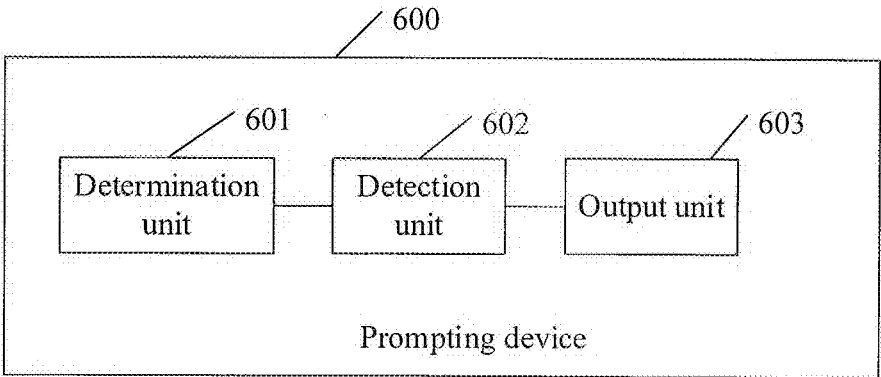 600
601
602
603
Determination
unit
Detection
unit
Output unit
Prompting device